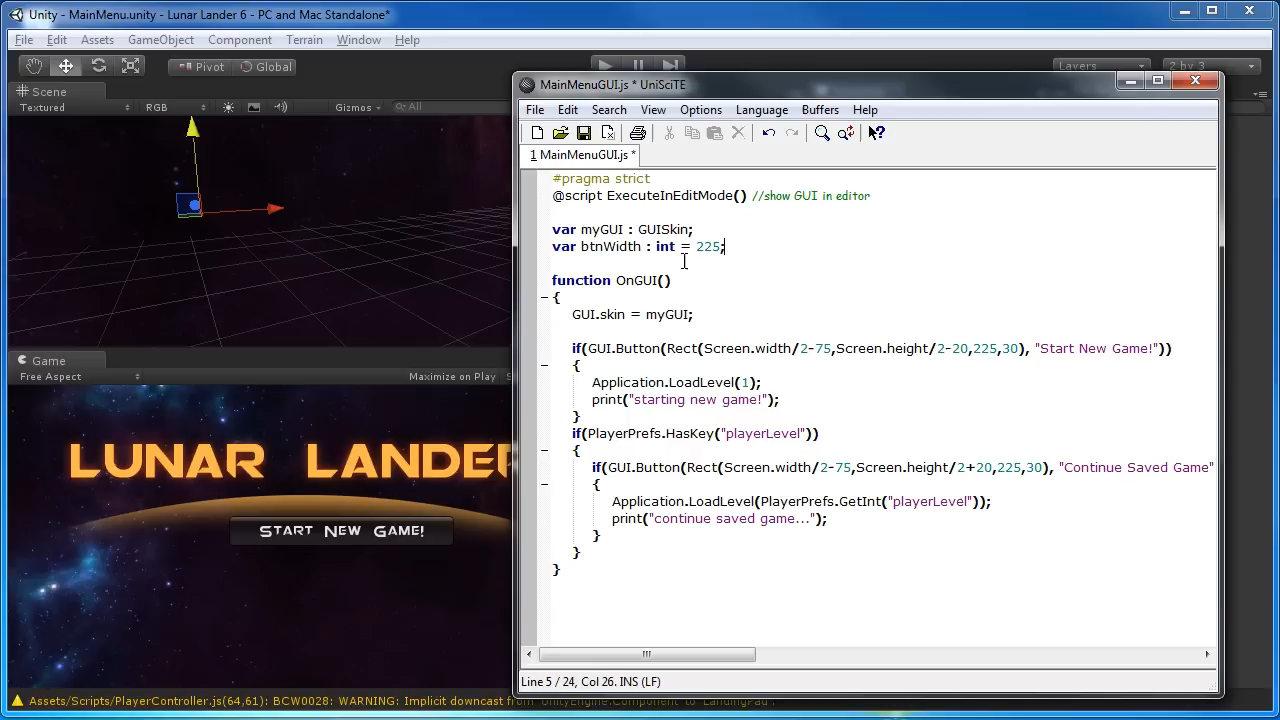 Unity - MainMenu.unity - Lunar Lander 6 - PC and Mac Standalone*
File Edit Assets GameObject Component Terrain Window Help
Pivot Global Layers 2 by 3
Scene
Textured RGB Gizmos All
Game
Free Aspect Maximize on Play
LUNAR LANDER
START NEW GAME!
MainMenuGUI.js * UniSciTE
File Edit Search View Options Language Buffers Help
1 MainMenuGUI.js *
#pragma strict
@script ExecuteInEditMode() //show GUI in editor
var myGUI : GUISkin;
var btnWidth : int = 225;
function OnGUI()
{
GUI.skin = myGUI;
if(GUI.Button(Rect(Screen.width/2-75,Screen.height/2-20,225,30), "Start New Game!"))
{
Application.LoadLevel(1);
print("starting new game!");
}
if(PlayerPrefs.HasKey("playerLevel"))
{
if(GUI.Button(Rect(Screen.width/2-75,Screen.height/2+20,225,30), "Continue Saved Game"
{
Application.LoadLevel(PlayerPrefs.GetInt("playerLevel"));
print("continue saved game...");
}
}
}
Line 5 / 24, Col 26. INS (LF)
Assets/Scripts/PlayerController.js(64,61): BCW0028: WARNING: Implicit downcast from 'UnityEngine.Component' to 'LandingPad'.